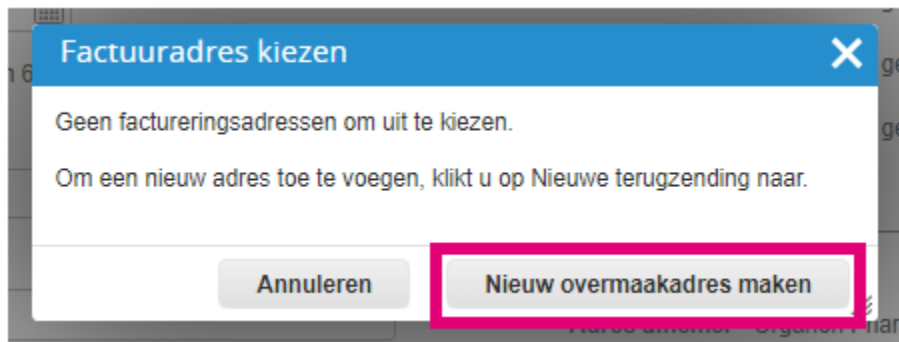 Factuuradres kiezen
Geen factureringsadressen om uit te kiezen.
Om een nieuw adres toe te voegen, klikt u op Nieuwe terugzending naar.
Annuleren Nieuw overmaakadres maken